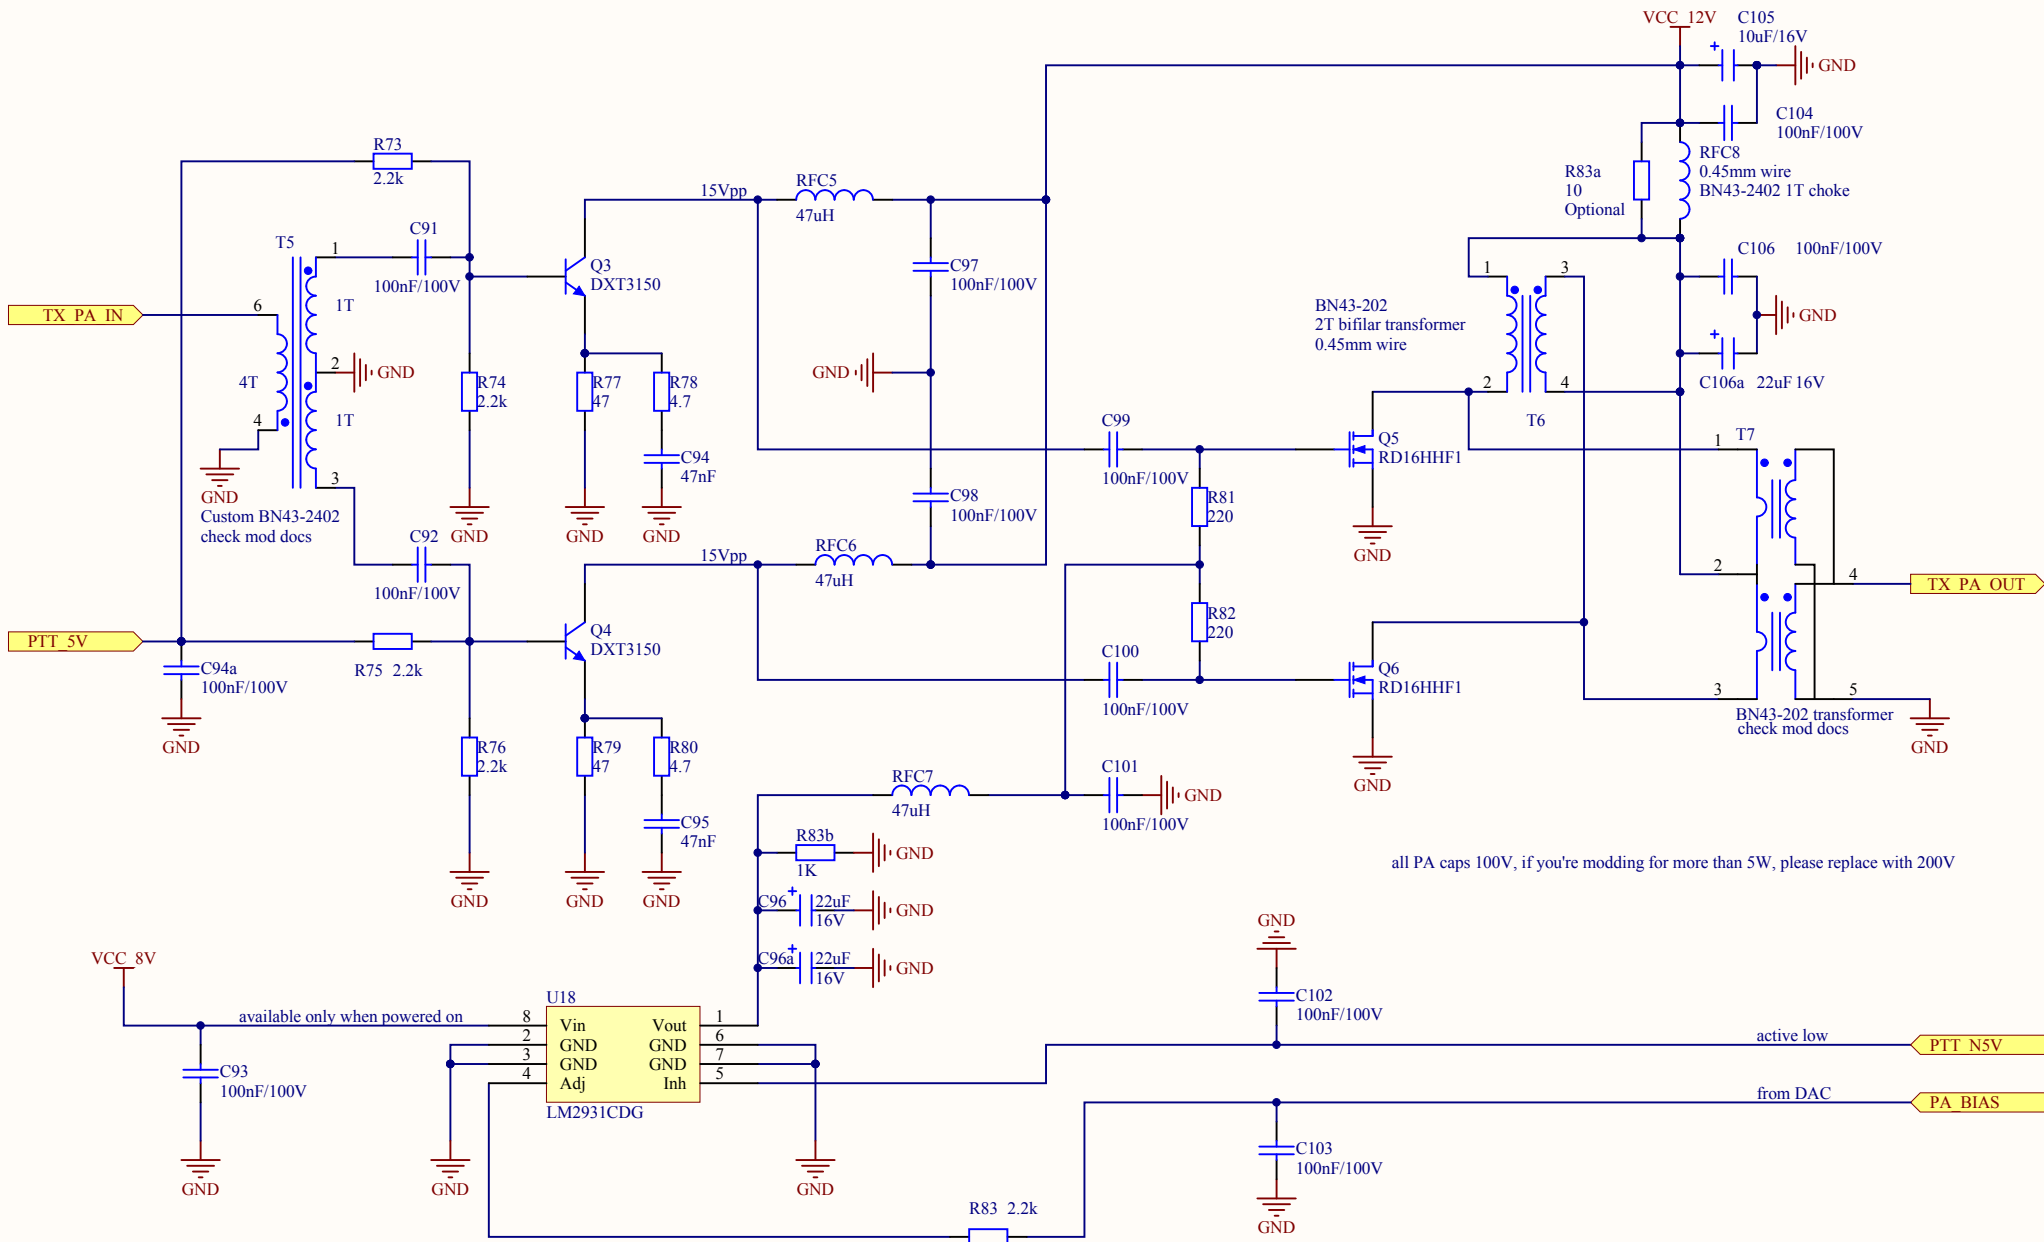 VCC_12V
C105
10uF/16V
GND
C104
100nF/100V
R73
2.2k
RFC8
0.45mm wire
BN43-2402 1T choke
R83a
10
Optional
15Vpp
RFC5
47uH
T5
1
C91
100nF/100V
Q3
DXT3150
C97
100nF/100V
C106 100nF/100V
GND
C106a 22uF 16V
1
3
BN43-202
2T bifilar transformer
0.45mm wire
2
4
T6
TX_PA_IN
6
1T
2
GND
4T
4
1T
3
GND
Custom BN43-2402
check mod docs
R74
2.2k
R77
47
R78
4.7
GND
C94
47nF
GND
GND
GND
C98
100nF/100V
C99
100nF/100V
Q5
RD16HHF1
R81
220
GND
1
T7
2
4
TX_PA_OUT
3
5
BN43-202 transformer
check mod docs
GND
C92
100nF/100V
15Vpp
RFC6
47uH
PTT_5V
R75 2.2k
Q4
DXT3150
R82
220
C100
100nF/100V
Q6
RD16HHF1
GND
C94a
100nF/100V
GND
R76
2.2k
R79
47
R80
4.7
C95
47nF
GND
GND
GND
RFC7
47uH
C101
100nF/100V
GND
R83b
1K
GND
C96
22uF
16V
GND
C96a
22uF
16V
GND
all PA caps 100V, if you're modding for more than 5W, please replace with 200V
VCC_8V
available only when powered on
C93
100nF/100V
GND
U18
8
Vin
Vout
1
2
GND
GND
6
3
GND
GND
7
4
Adj
Inh
5
LM2931CDG
GND
GND
GND
C102
100nF/100V
active low
PTT_N5V
from DAC
PA_BIAS
C103
100nF/100V
GND
R83 2.2k